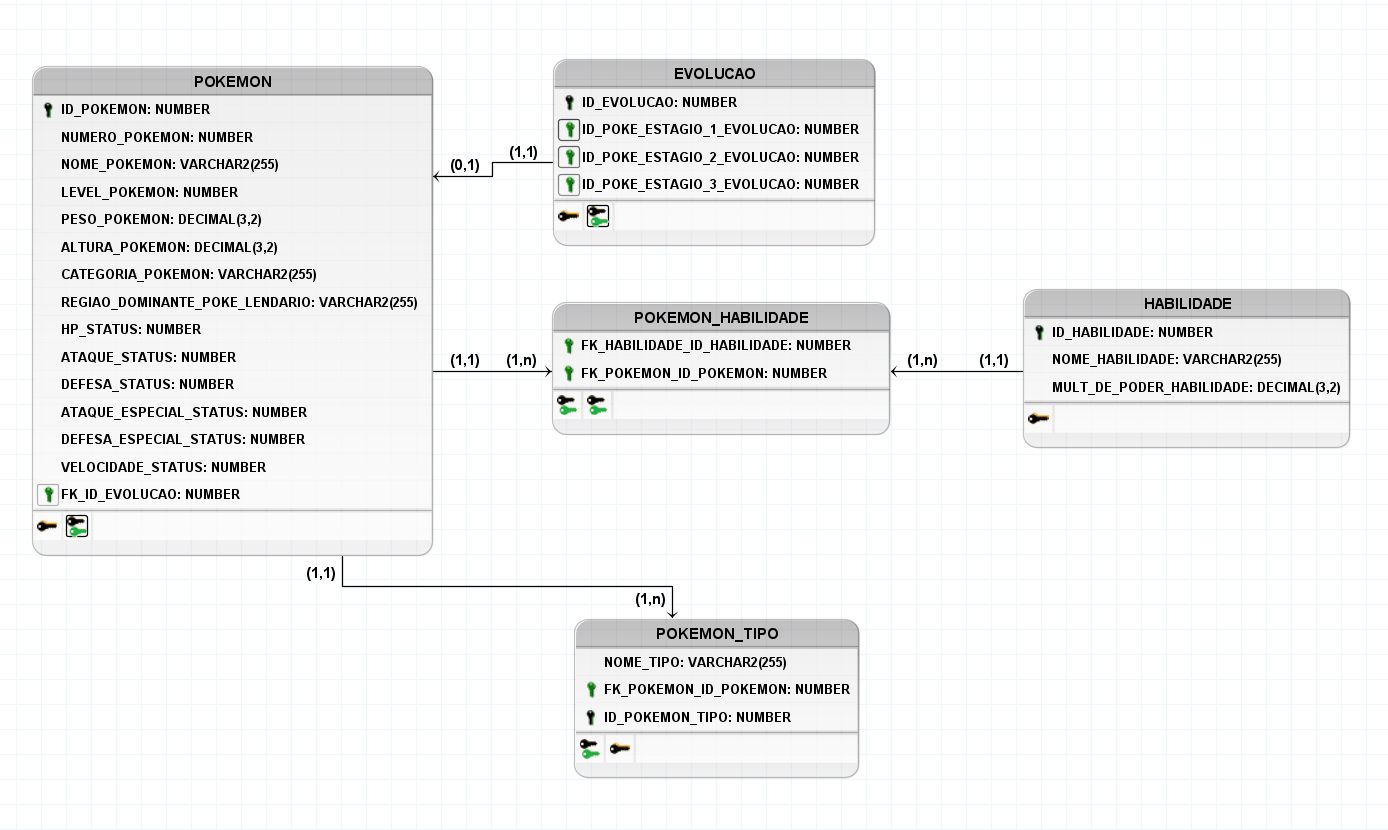 POKEMON
ID_POKEMON: NUMBER
NUMERO_POKEMON: NUMBER
NOME_POKEMON: VARCHAR2(255)
LEVEL_POKEMON: NUMBER
PESO_POKEMON: DECIMAL(3,2)
ALTURA_POKEMON: DECIMAL(3,2)
CATEGORIA_POKEMON: VARCHAR2(255)
REGIAO_DOMINANTE_POKE_LENDARIO: VARCHAR2(255)
HP_STATUS: NUMBER
ATAQUE_STATUS: NUMBER
DEFESA_STATUS: NUMBER
ATAQUE_ESPECIAL_STATUS: NUMBER
DEFESA_ESPECIAL_STATUS: NUMBER
VELOCIDADE_STATUS: NUMBER
FK_ID_EVOLUCAO: NUMBER
(0,1)
(1,1)
EVOLUCAO
ID_EVOLUCAO: NUMBER
ID_POKE_ESTAGIO_1_EVOLUCAO: NUMBER
ID_POKE_ESTAGIO_2_EVOLUCAO: NUMBER
ID_POKE_ESTAGIO_3_EVOLUCAO: NUMBER
(1,1)
(1,n)
POKEMON_HABILIDADE
FK_HABILIDADE_ID_HABILIDADE: NUMBER
FK_POKEMON_ID_POKEMON: NUMBER
(1,n)
(1,1)
HABILIDADE
ID_HABILIDADE: NUMBER
NOME_HABILIDADE: VARCHAR2(255)
MULT_DE_PODER_HABILIDADE: DECIMAL(3,2)
(1,1)
(1,n)
POKEMON_TIPO
NOME_TIPO: VARCHAR2(255)
FK_POKEMON_ID_POKEMON: NUMBER
ID_POKEMON_TIPO: NUMBER